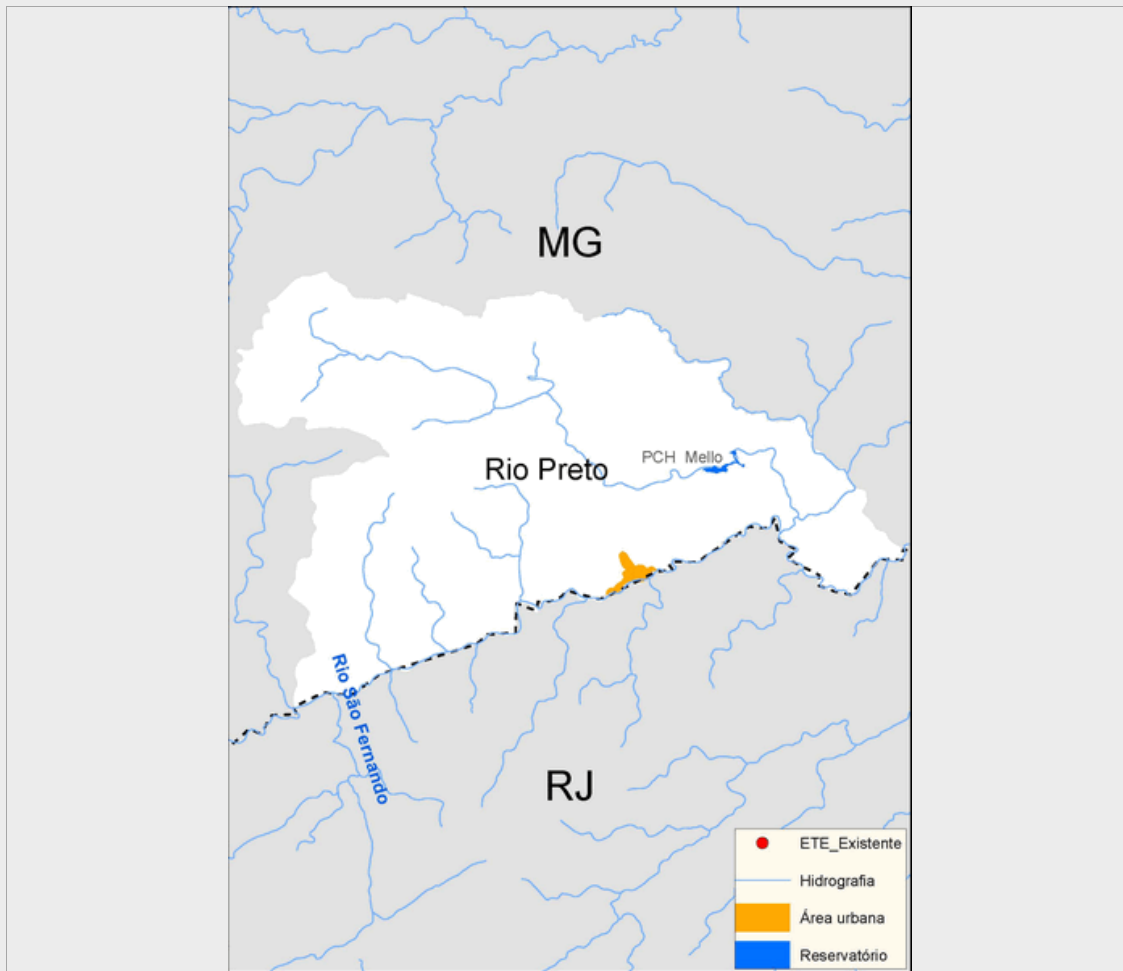 MG
PCH Mello
Rio Preto
Rio São Fernando
RJ
ETE_Existente
Hidrografia
Área urbana
Reservatório